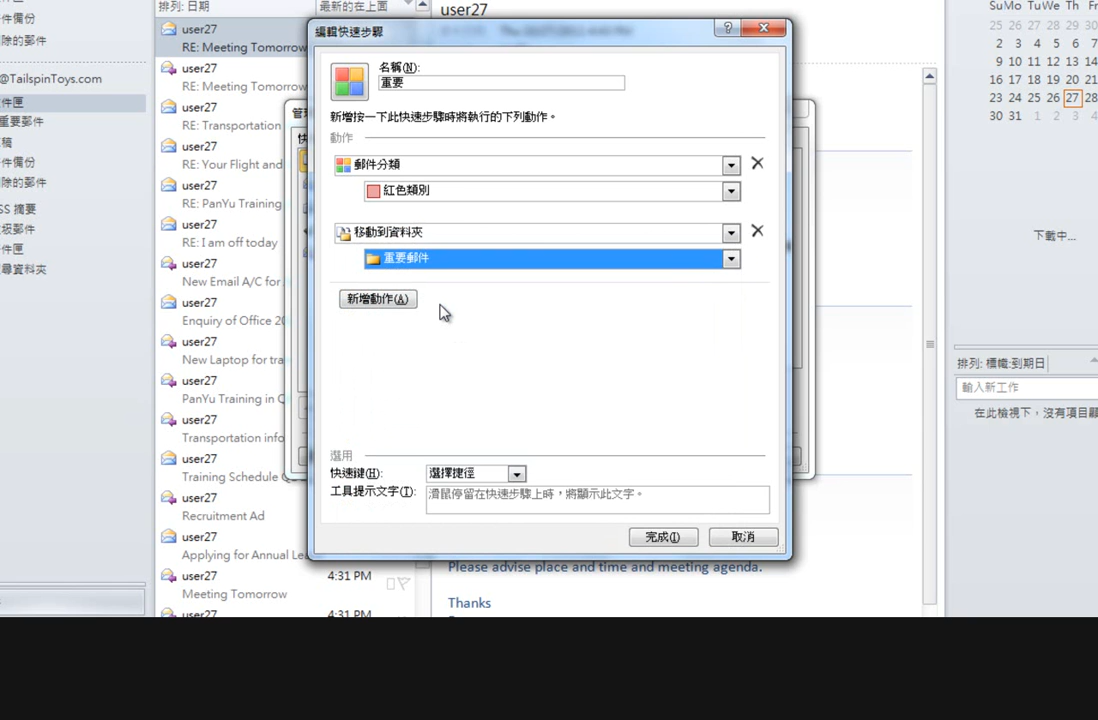 排列: 日期 最新的在上面
user27
RE: Meeting Tomorrow
user27
RE: Meeting Tomorrow
user27
RE: Transportation
user27
RE: Your Flight and
user27
RE: PanYu Training
user27
RE: I am off today
user27
New Email A/C for
user27
Enquiry of Office 20
user27
New Laptop for tra
user27
PanYu Training in Q
user27
Transportation info
user27
Training Schedule Q
user27
Recruitment Ad
user27
Applying for Annual Lea
user27 4:31 PM
Meeting Tomorrow
user27 4:31 PM
件備份
刪除的郵件
@TailspinToys.com
件匣
重要郵件
稿
件備份
刪除的郵件
SS 摘要
圾郵件
件匣
尋資料夾
user27
編輯快速步驟
名稱(N):
重要
新增按一下此快速步驟時將執行的下列動作。
動作
郵件分類
紅色類別
移動到資料夾
重要郵件
新增動作(A)
選用
快速鍵(H): 選擇捷徑
工具提示文字(T): 滑鼠停留在快速步驟上時，將顯示此文字。
完成(I) 取消
管理
快
Please advise place and time and meeting agenda.
Thanks
Su Mo Tu We Th Fri
25 26 27 28 29 30
2 3 4 5 6 7
9 10 11 12 13 14
16 17 18 19 20 21
23 24 25 26 27 28
30 31 1 2 3 4
下載中...
排列: 標幟:到期日
輸入新工作
在此檢視下，沒有項目顯